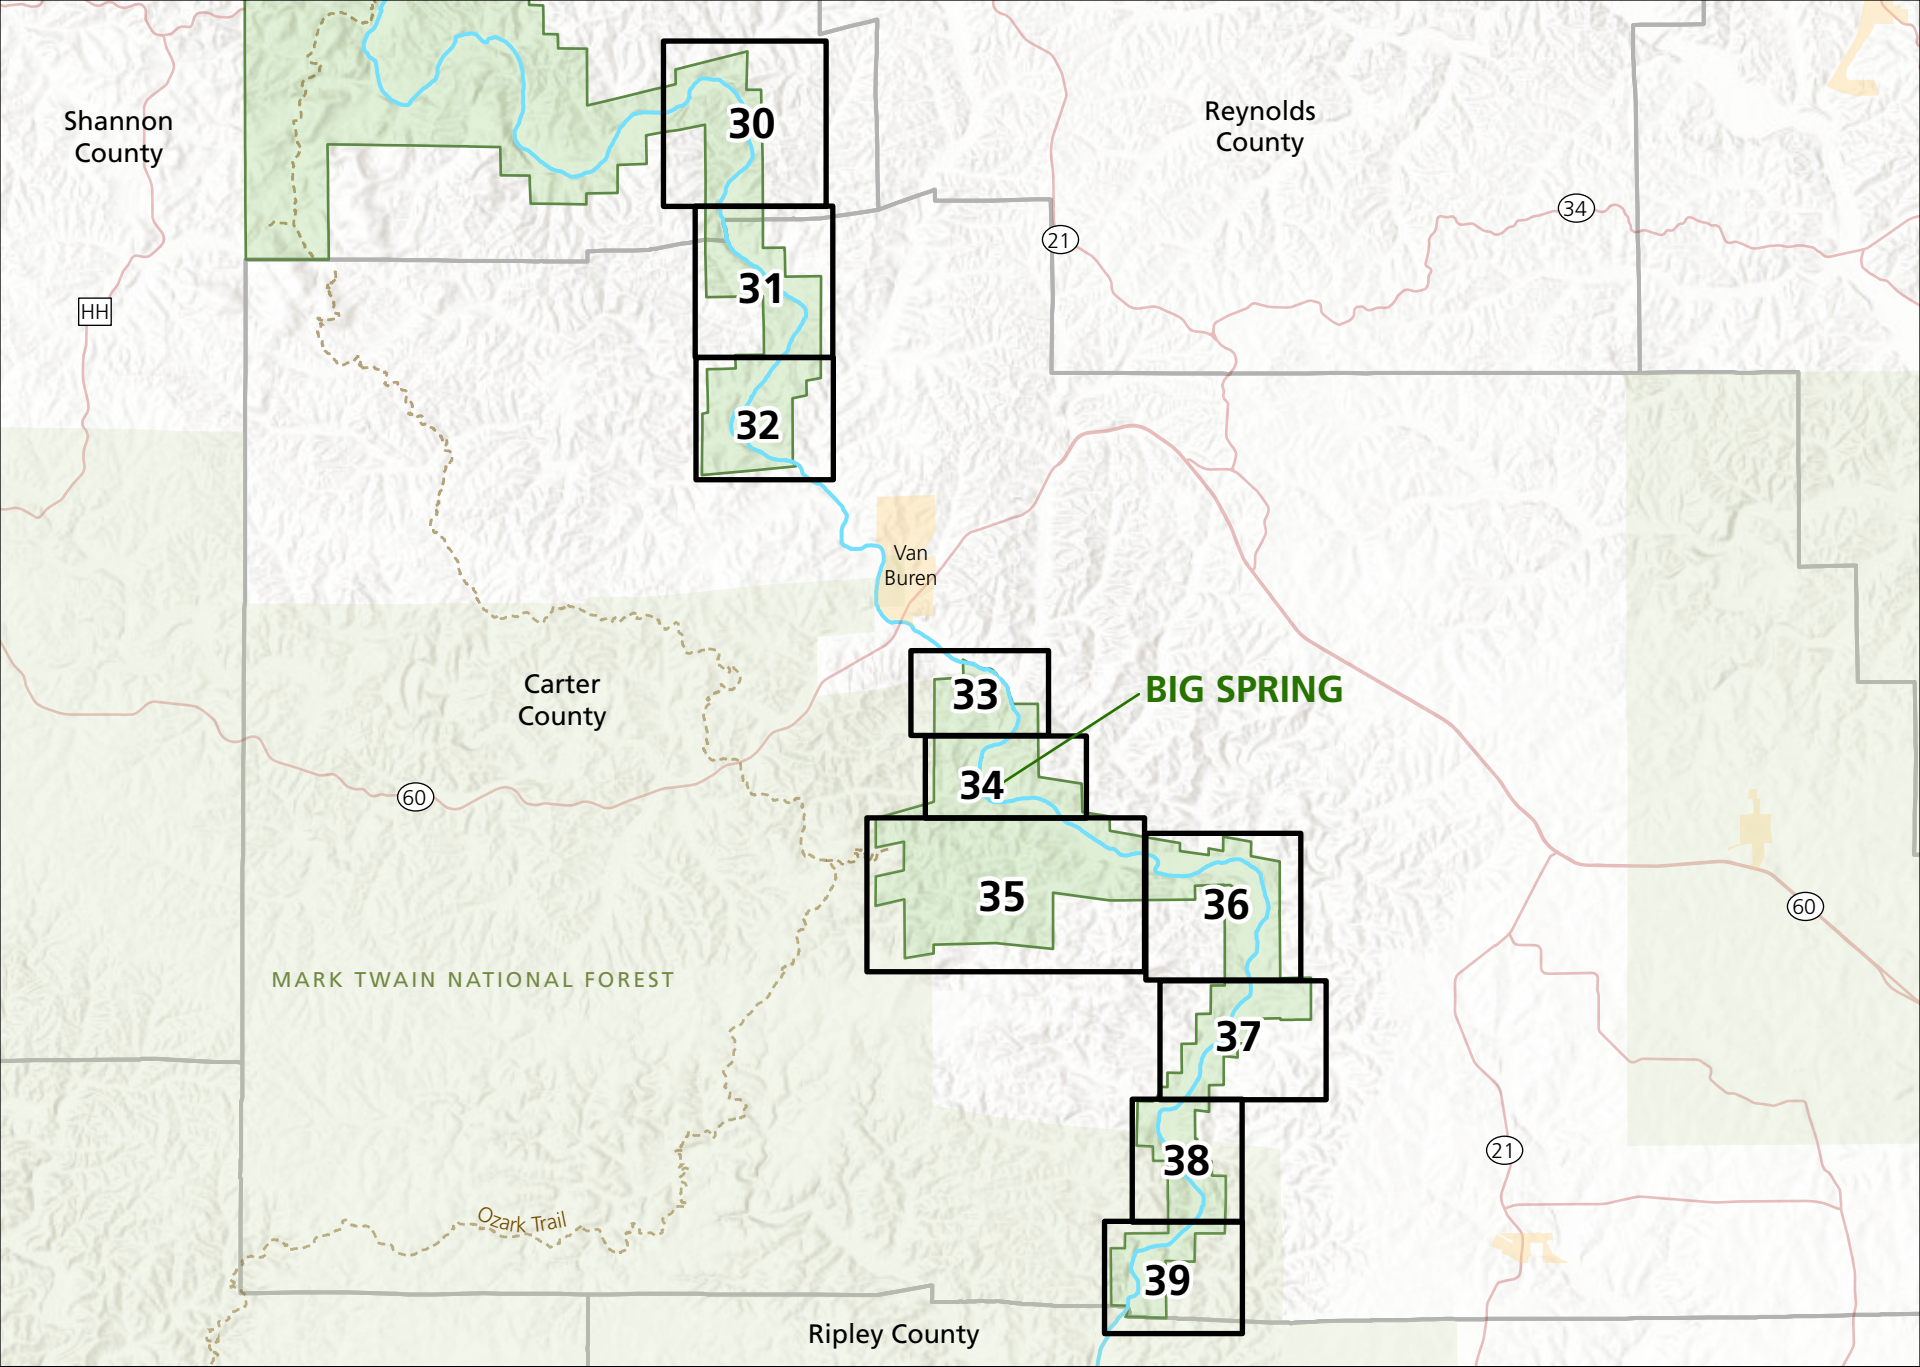 Shannon
County
30
Reynolds
County
34
21
31
HH
32
Van
Buren
33
BIG SPRING
Carter
County
34
60
35
36
60
MARK TWAIN NATIONAL FOREST
37
21
38
Ozark Trail
39
Ripley County